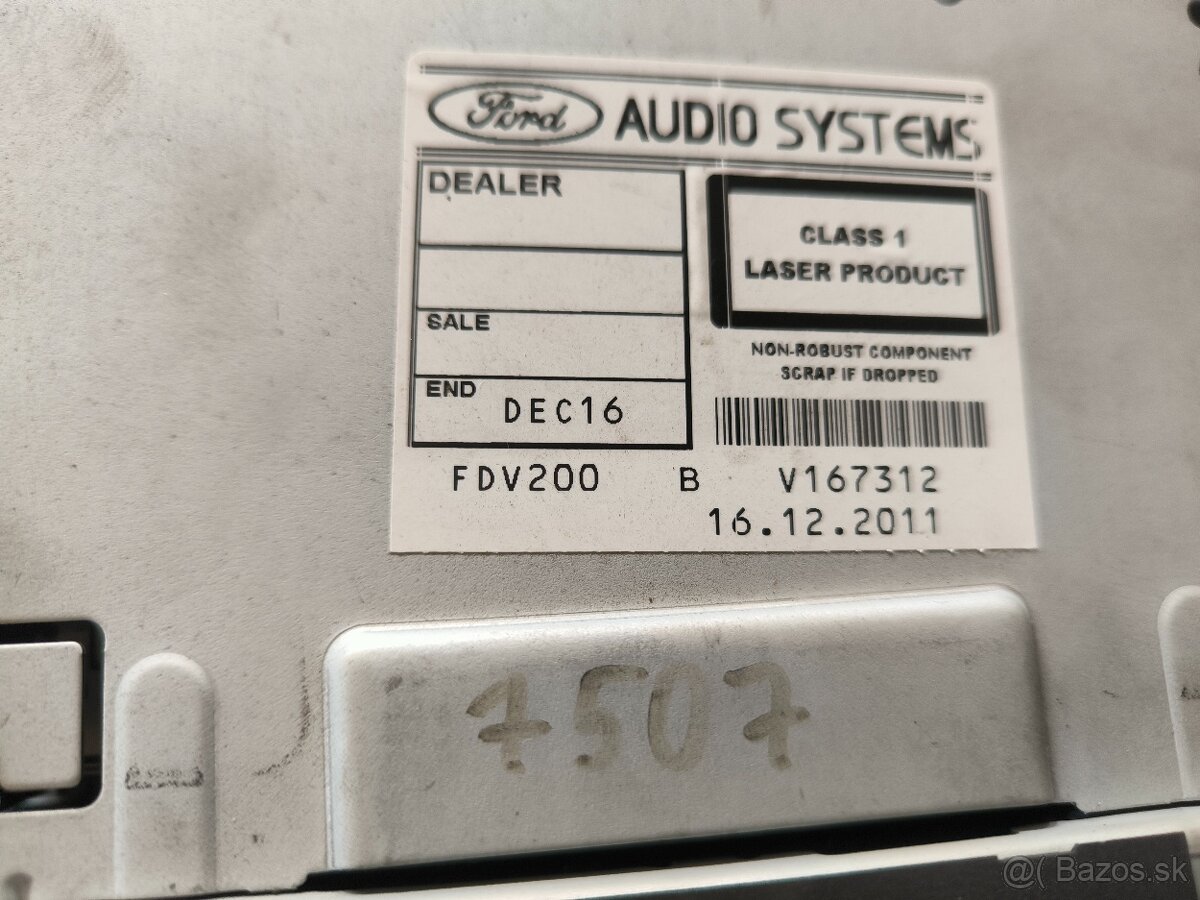 Ford AUDIO SYSTEMS
DEALER
SALE
END DEC16
CLASS 1
LASER PRODUCT
NON-ROBUST COMPONENT
SCRAP IF DROPPED
FDV200 B V167312
16.12.2011
7507
@( Bazos.sk